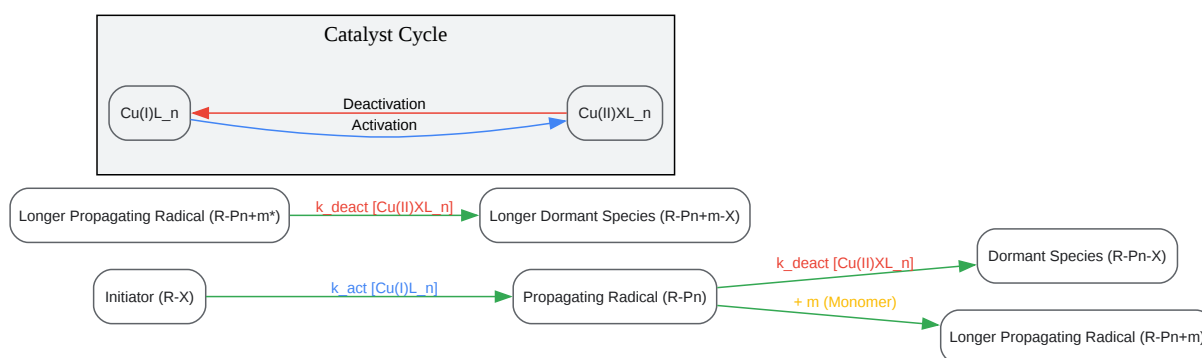 Catalyst Cycle
Cu(I)L_n
Deactivation
Activation
Cu(II)XL_n
Longer Propagating Radical (R-Pn+m*)
k_deact [Cu(II)XL_n]
Longer Dormant Species (R-Pn+m-X)
Initiator (R-X)
k_act [Cu(I)L_n]
Propagating Radical (R-Pn)
k_deact [Cu(II)XL_n]
Dormant Species (R-Pn-X)
+ m (Monomer)
Longer Propagating Radical (R-Pn+m)